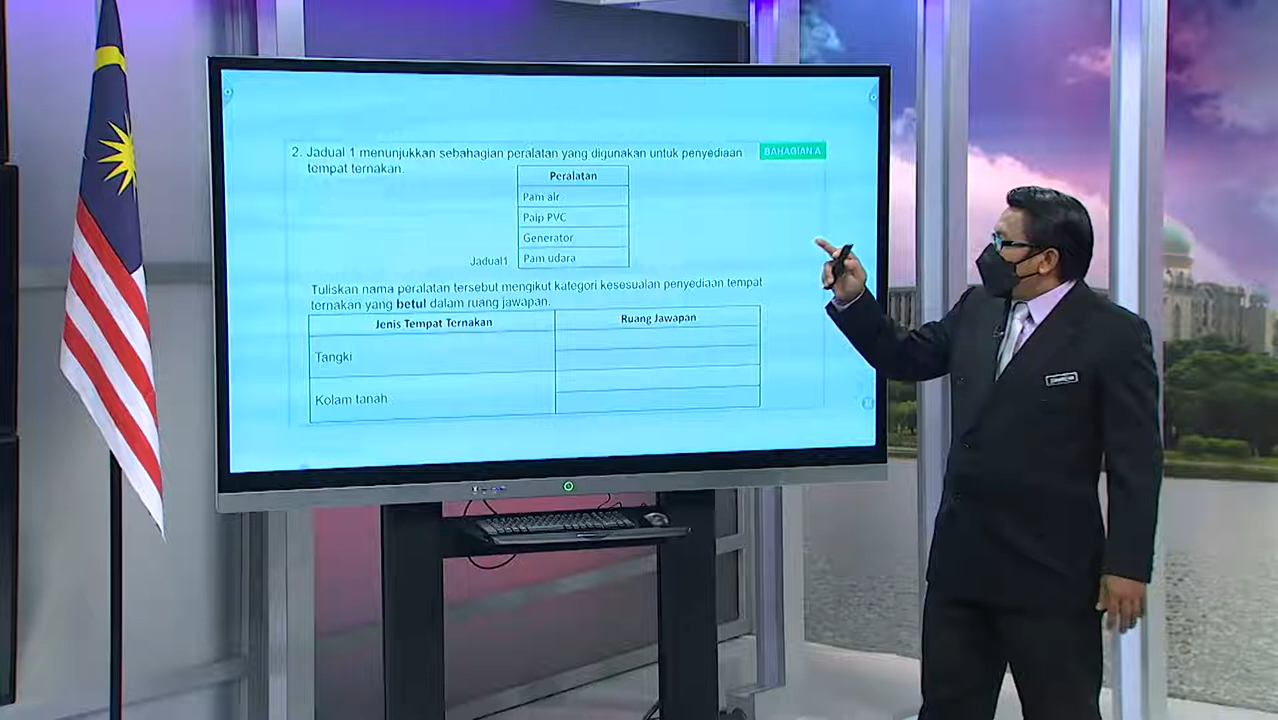 2. Jadual 1 menunjukkan sebahagian peralatan yang digunakan untuk penyediaan
tempat ternakan.
BAHAGIAN A
Peralatan
Pam air
Paip PVC
Generator
Pam udara
Jadual1
Tuliskan nama peralatan tersebut mengikut kategori kesesuaian penyediaan tempat
ternakan yang betul dalam ruang jawapan.
Jenis Tempat Ternakan
Ruang Jawapan
Tangki
Kolam tanah